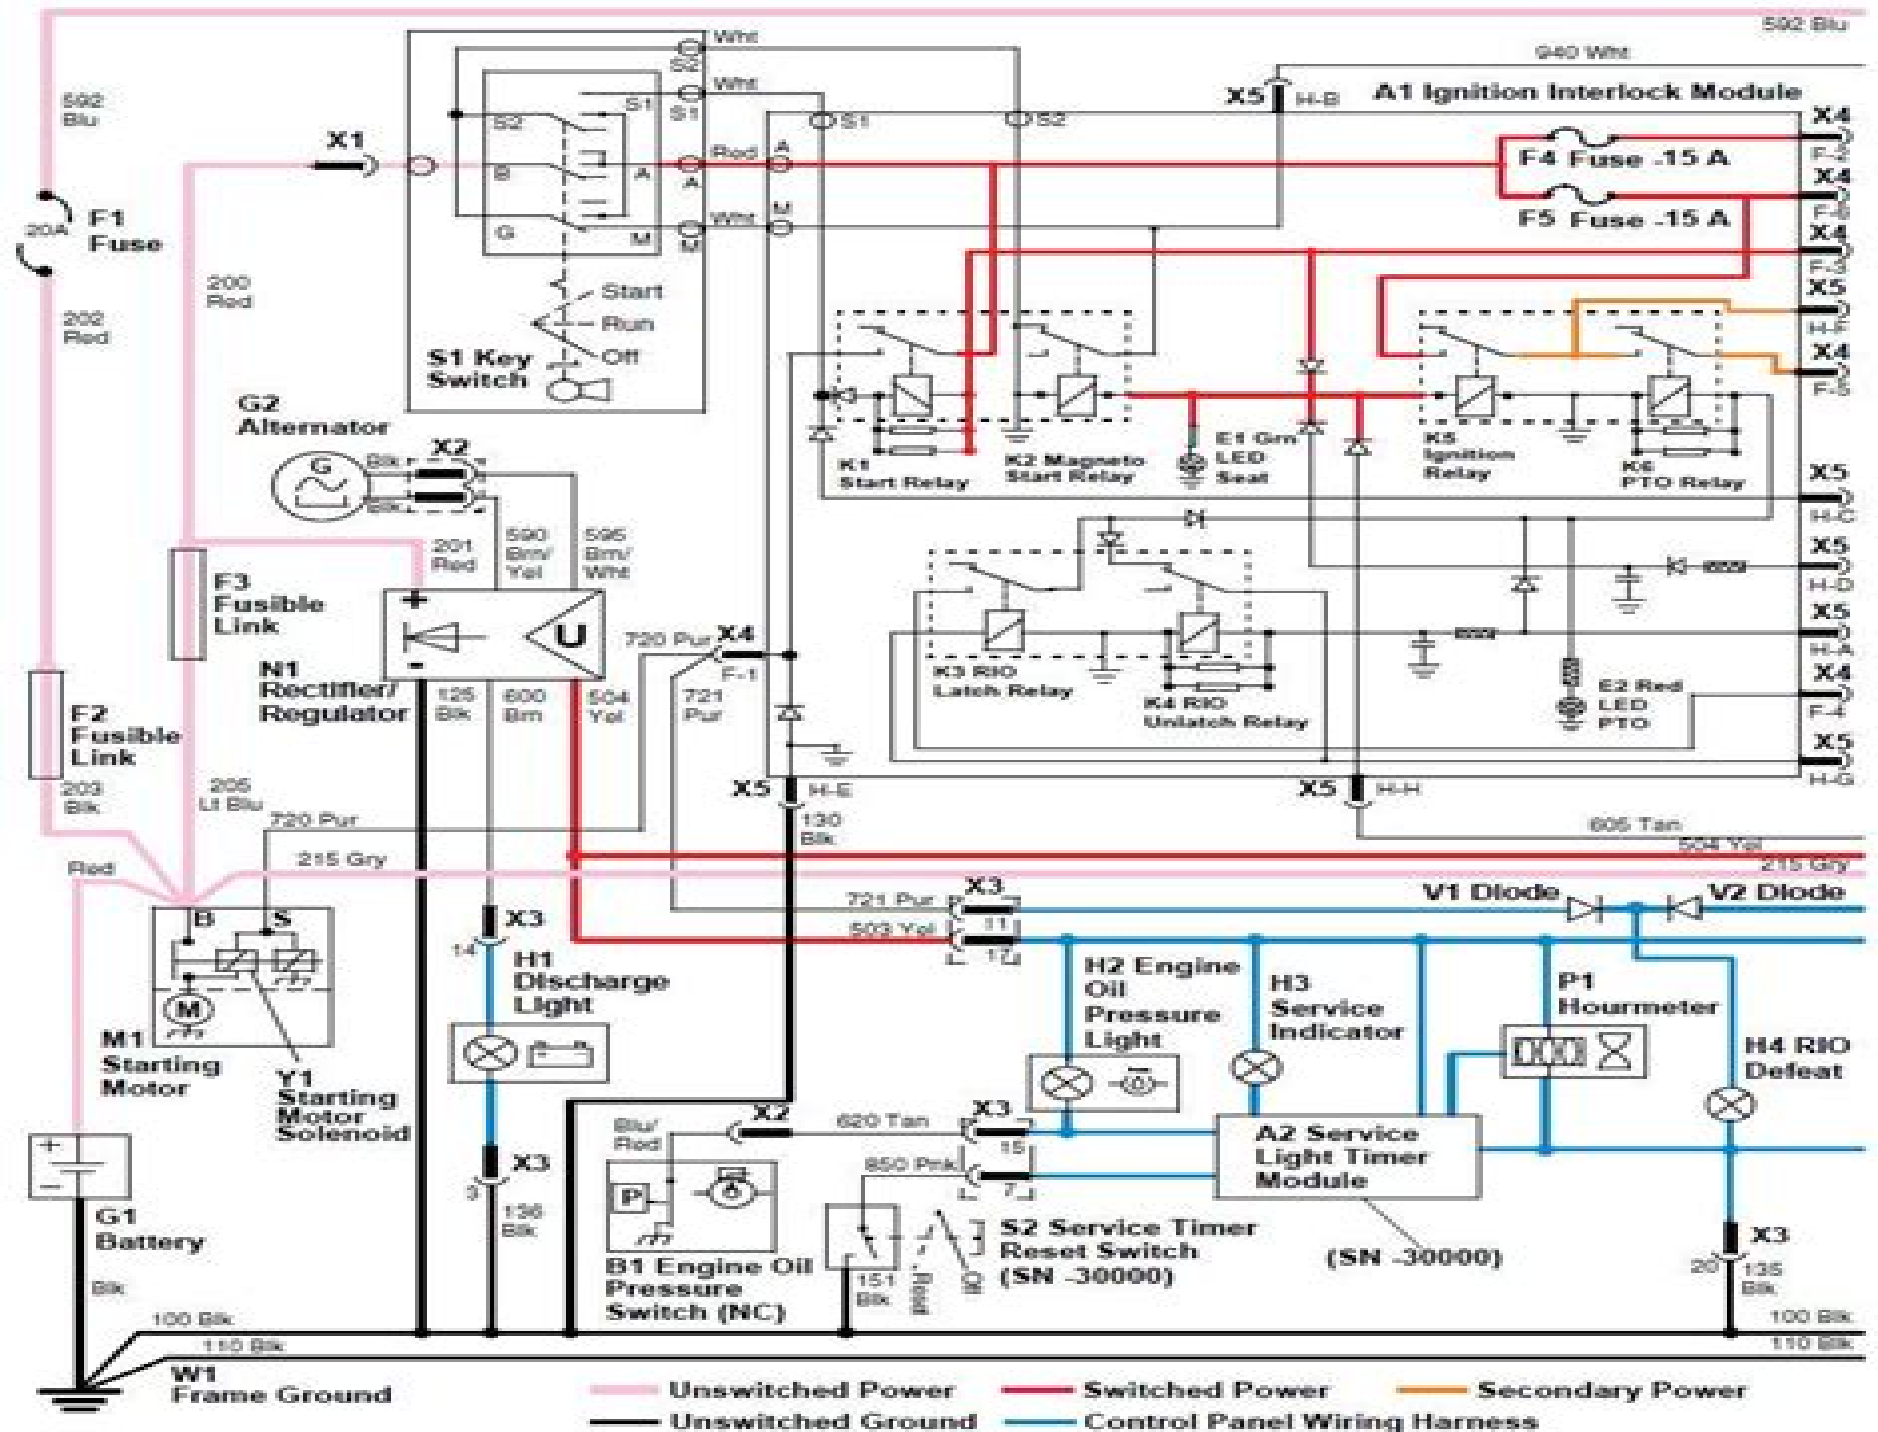 592 Blu
940 Wht
Wht
S2
592
Blu
Wht
X5
H-B
A1 Ignition Interlock Module
X4
S1
S1
S1
S2
S2
X1
Red
A
F4 Fuse -15 A
B
A
A
X4
20A
F1
Fuse
Wht
M
F5 Fuse -15 A
G
M
M
X4
200
Red
Start
X5
202
Red
Run
Off
S1 Key
Switch
X4
G2
Alternator
G
Blk
Blk
X2
K1
Start Relay
K2 Magneto
Start Relay
E1 Grn
LED
Seat
K5
Ignition
Relay
K6
PTO Relay
X5
H-C
201
Red
590
Brn/
Yel
595
Brn/
Wht
X5
H-D
F3
Fusible
Link
+
-
U
720 Pur
X4
F-1
X5
H-A
N1
Rectifier/
Regulator
K3 RIO
Latch Relay
K4 RIO
Unlatch Relay
E2 Red
LED
PTO
X4
125
Blk
600
Brn
504
Yel
721
Pur
F2
Fusible
Link
X5
H-G
203
Blk
205
Lt Blu
X5
H-E
X5
H-H
720 Pur
130
Blk
605 Tan
504 Yel
Red
215 Gry
215 Gry
B
S
X3
14
721 Pur
X3
11
V1 Diode
V2 Diode
503 Yel
M
M1
Starting
Motor
H1
Discharge
Light
H2 Engine
Oil
Pressure
Light
H3
Service
Indicator
P1
Hourmeter
H4 RIO
Defeat
Y1
Starting
Motor
Solenoid
+
-
G1
Battery
Blu/
Red
X2
620 Tan
X3
15
A2 Service
Light Timer
Module
X3
136
Blk
P
850 Pnk
7
B1 Engine Oil
Pressure
Switch (NC)
151
Blk
Off
S2 Service Timer
Reset Switch
(SN -30000)
(SN -30000)
X3
20
135
Blk
Blk
100 Blk
100 Blk
110 Blk
110 Blk
W1
Frame Ground
Unswitched Power
Switched Power
Secondary Power
Unswitched Ground
Control Panel Wiring Harness